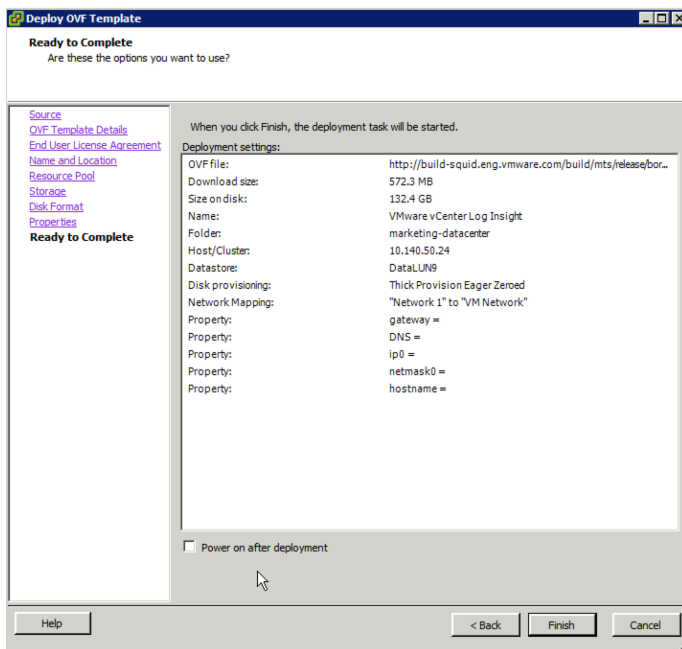 Deploy OVF Template
Ready to Complete
Are these the options you want to use?
Source
OVF Template Details
End User License Agreement
Name and Location
Resource Pool
Storage
Disk Format
Properties
Ready to Complete
When you click Finish, the deployment task will be started.
Deployment settings:
OVF file: http://build-squid.eng.vmware.com/build/mts/release/bor...
Download size: 572.3 MB
Size on disk: 132.4 GB
Name: VMware vCenter Log Insight
Folder: marketing-datacenter
Host/Cluster: 10.140.50.24
Datastore: DataLUN9
Disk provisioning: Thick Provision Eager Zeroed
Network Mapping: "Network 1" to "VM Network"
Property: gateway =
Property: DNS =
Property: ip0 =
Property: netmask0 =
Property: hostname =
Power on after deployment
Help < Back Finish Cancel